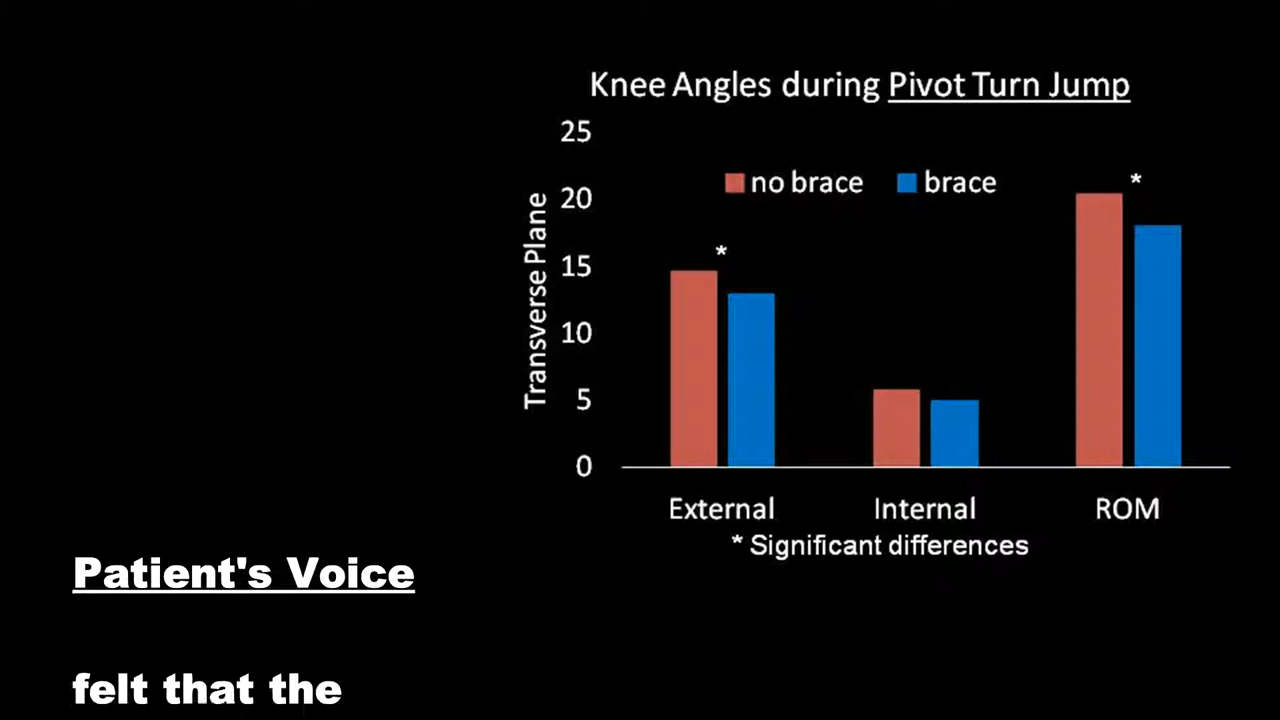 Knee Angles during Pivot Turn Jump
25
no brace brace
20
15
10
5
0
Transverse Plane
*
*
External Internal ROM
* Significant differences
Patient's Voice
felt that the